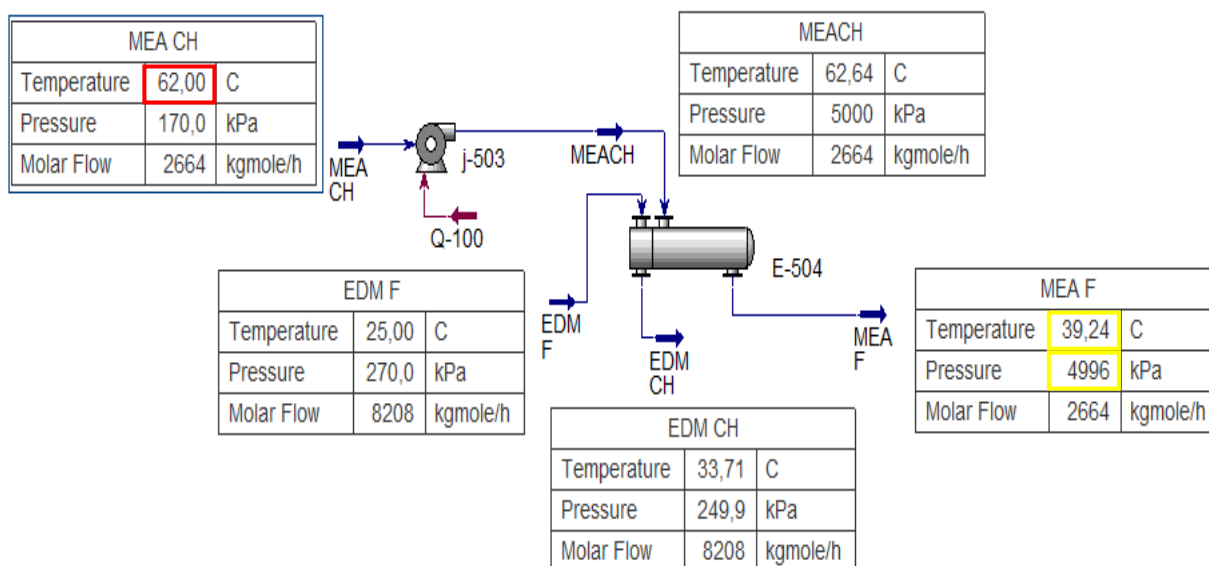 MEA CH
Temperature 62,00 C
Pressure 170,0 kPa
Molar Flow 2664 kgmole/h
MEACH
Temperature 62,64 C
Pressure 5000 kPa
Molar Flow 2664 kgmole/h
MEA
CH
j-503
MEACH
Q-100
E-504
EDM F
Temperature 25,00 C
Pressure 270,0 kPa
Molar Flow 8208 kgmole/h
EDM
F
EDM
CH
MEA
F
MEA F
Temperature 39,24 C
Pressure 4996 kPa
Molar Flow 2664 kgmole/h
EDM CH
Temperature 33,71 C
Pressure 249,9 kPa
Molar Flow 8208 kgmole/h